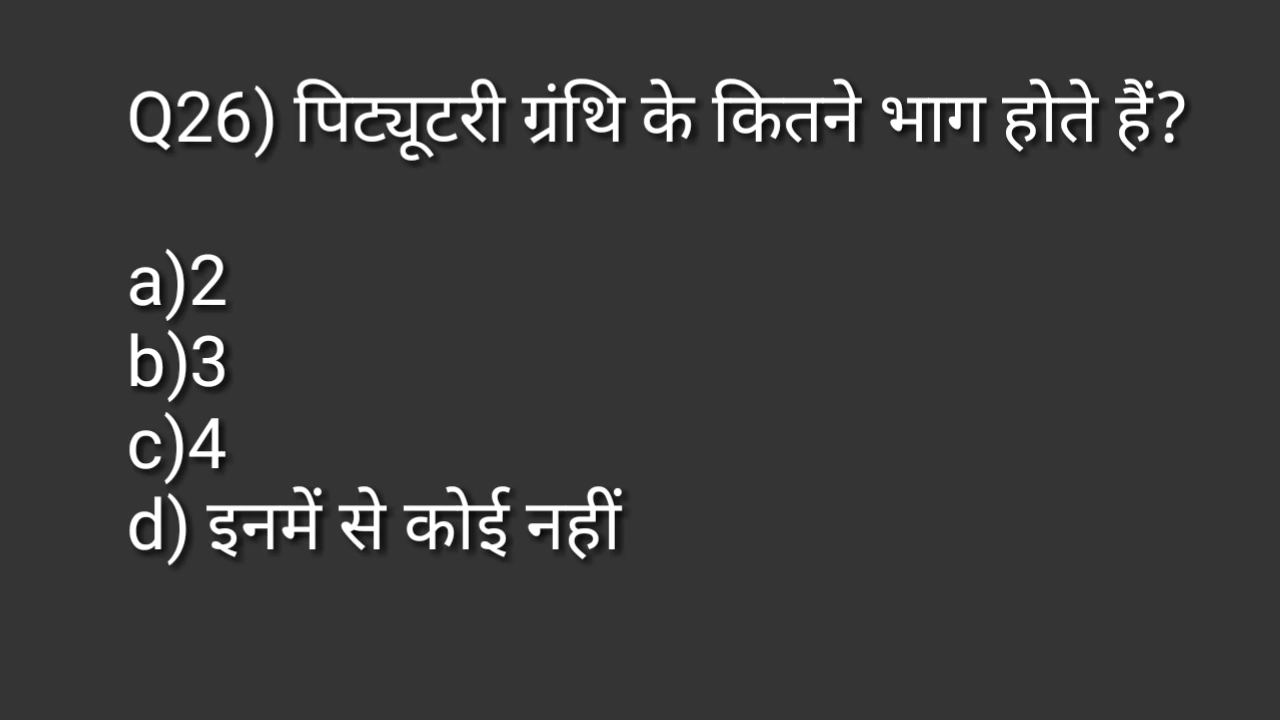 Q26) पिट्यूटरी ग्रंथि के कितने भाग होते हैं?
a)2
b)3
c)4
d) इनमें से कोई नहीं